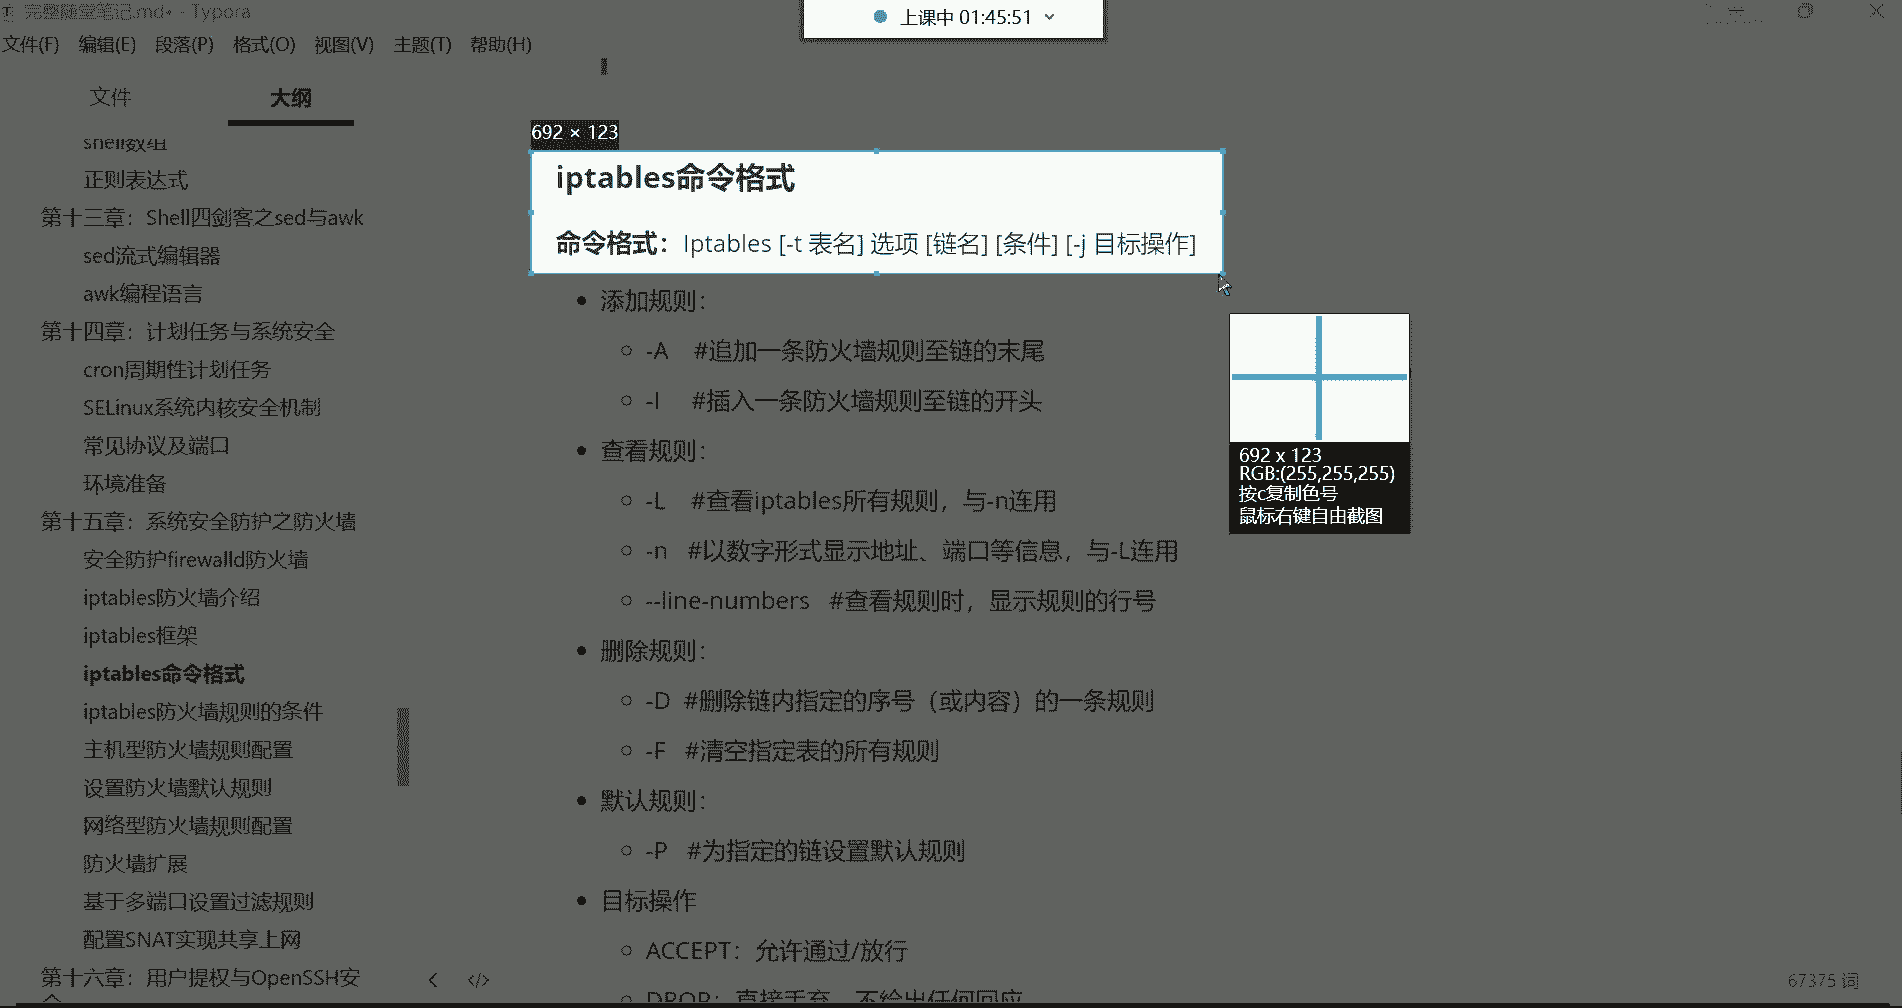 完整随堂笔记.md• - Typora
上课中 01:45:51
文件(F) 编辑(E) 段落(P) 格式(O) 视图(V) 主题(T) 帮助(H)
文件 大纲
shell数组
正则表达式
第十三章：Shell四剑客之sed与awk
sed流式编辑器
awk编程语言
第十四章：计划任务与系统安全
cron周期性计划任务
SELinux系统内核安全机制
常见协议及端口
环境准备
第十五章：系统安全防护之防火墙
安全防护firewalld防火墙
iptables防火墙介绍
iptables框架
iptables命令格式
iptables防火墙规则的条件
主机型防火墙规则配置
设置防火墙默认规则
网络型防火墙规则配置
防火墙扩展
基于多端口设置过滤规则
配置SNAT实现共享上网
第十六章：用户提权与OpenSSH安
692 × 123
iptables命令格式
命令格式：Iptables [-t 表名] 选项 [链名] [条件] [-j 目标操作]
添加规则：
-A #追加一条防火墙规则至链的末尾
-I #插入一条防火墙规则至链的开头
查看规则：
-L #查看iptables所有规则，与-n连用
-n #以数字形式显示地址、端口等信息，与-L连用
--line-numbers #查看规则时，显示规则的行号
删除规则：
-D #删除链内指定的序号（或内容）的一条规则
-F #清空指定表的所有规则
默认规则：
-P #为指定的链设置默认规则
目标操作
ACCEPT：允许通过/放行
DROP：直接丢弃，不给出任何回应
692 x 123
RGB:(255,255,255)
按c复制色号
鼠标右键自由截图
</> 67375 词